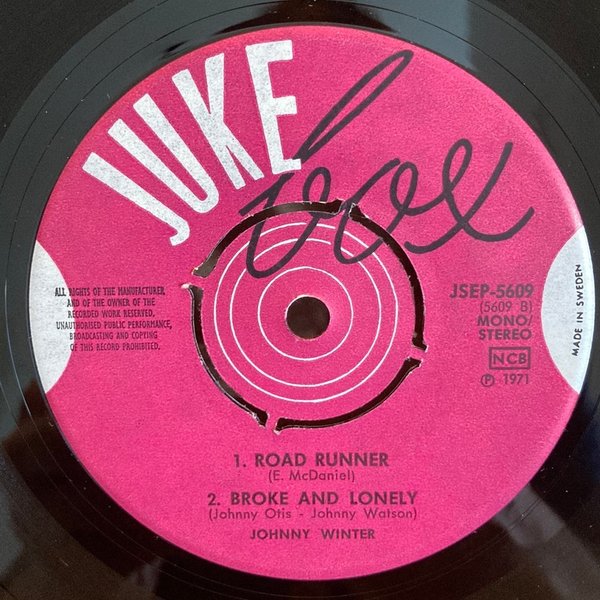 JUKE
box
ALL RIGHTS OF THE MANUFACTURER
AND OF THE OWNER OF THE
RECORDED WORK RESERVED.
UNAUTHORISED PUBLIC PERFORMANCE,
BROADCASTING AND COPYING
OF THIS RECORD PROHIBITED.
JSEP-5609
(5609 B)
MONO/
STEREO
NCB
Ⓟ 1971
MADE IN SWEDEN
1. ROAD RUNNER
(E. McDaniel)
2. BROKE AND LONELY
(Johnny Otis - Johnny Watson)
JOHNNY WINTER